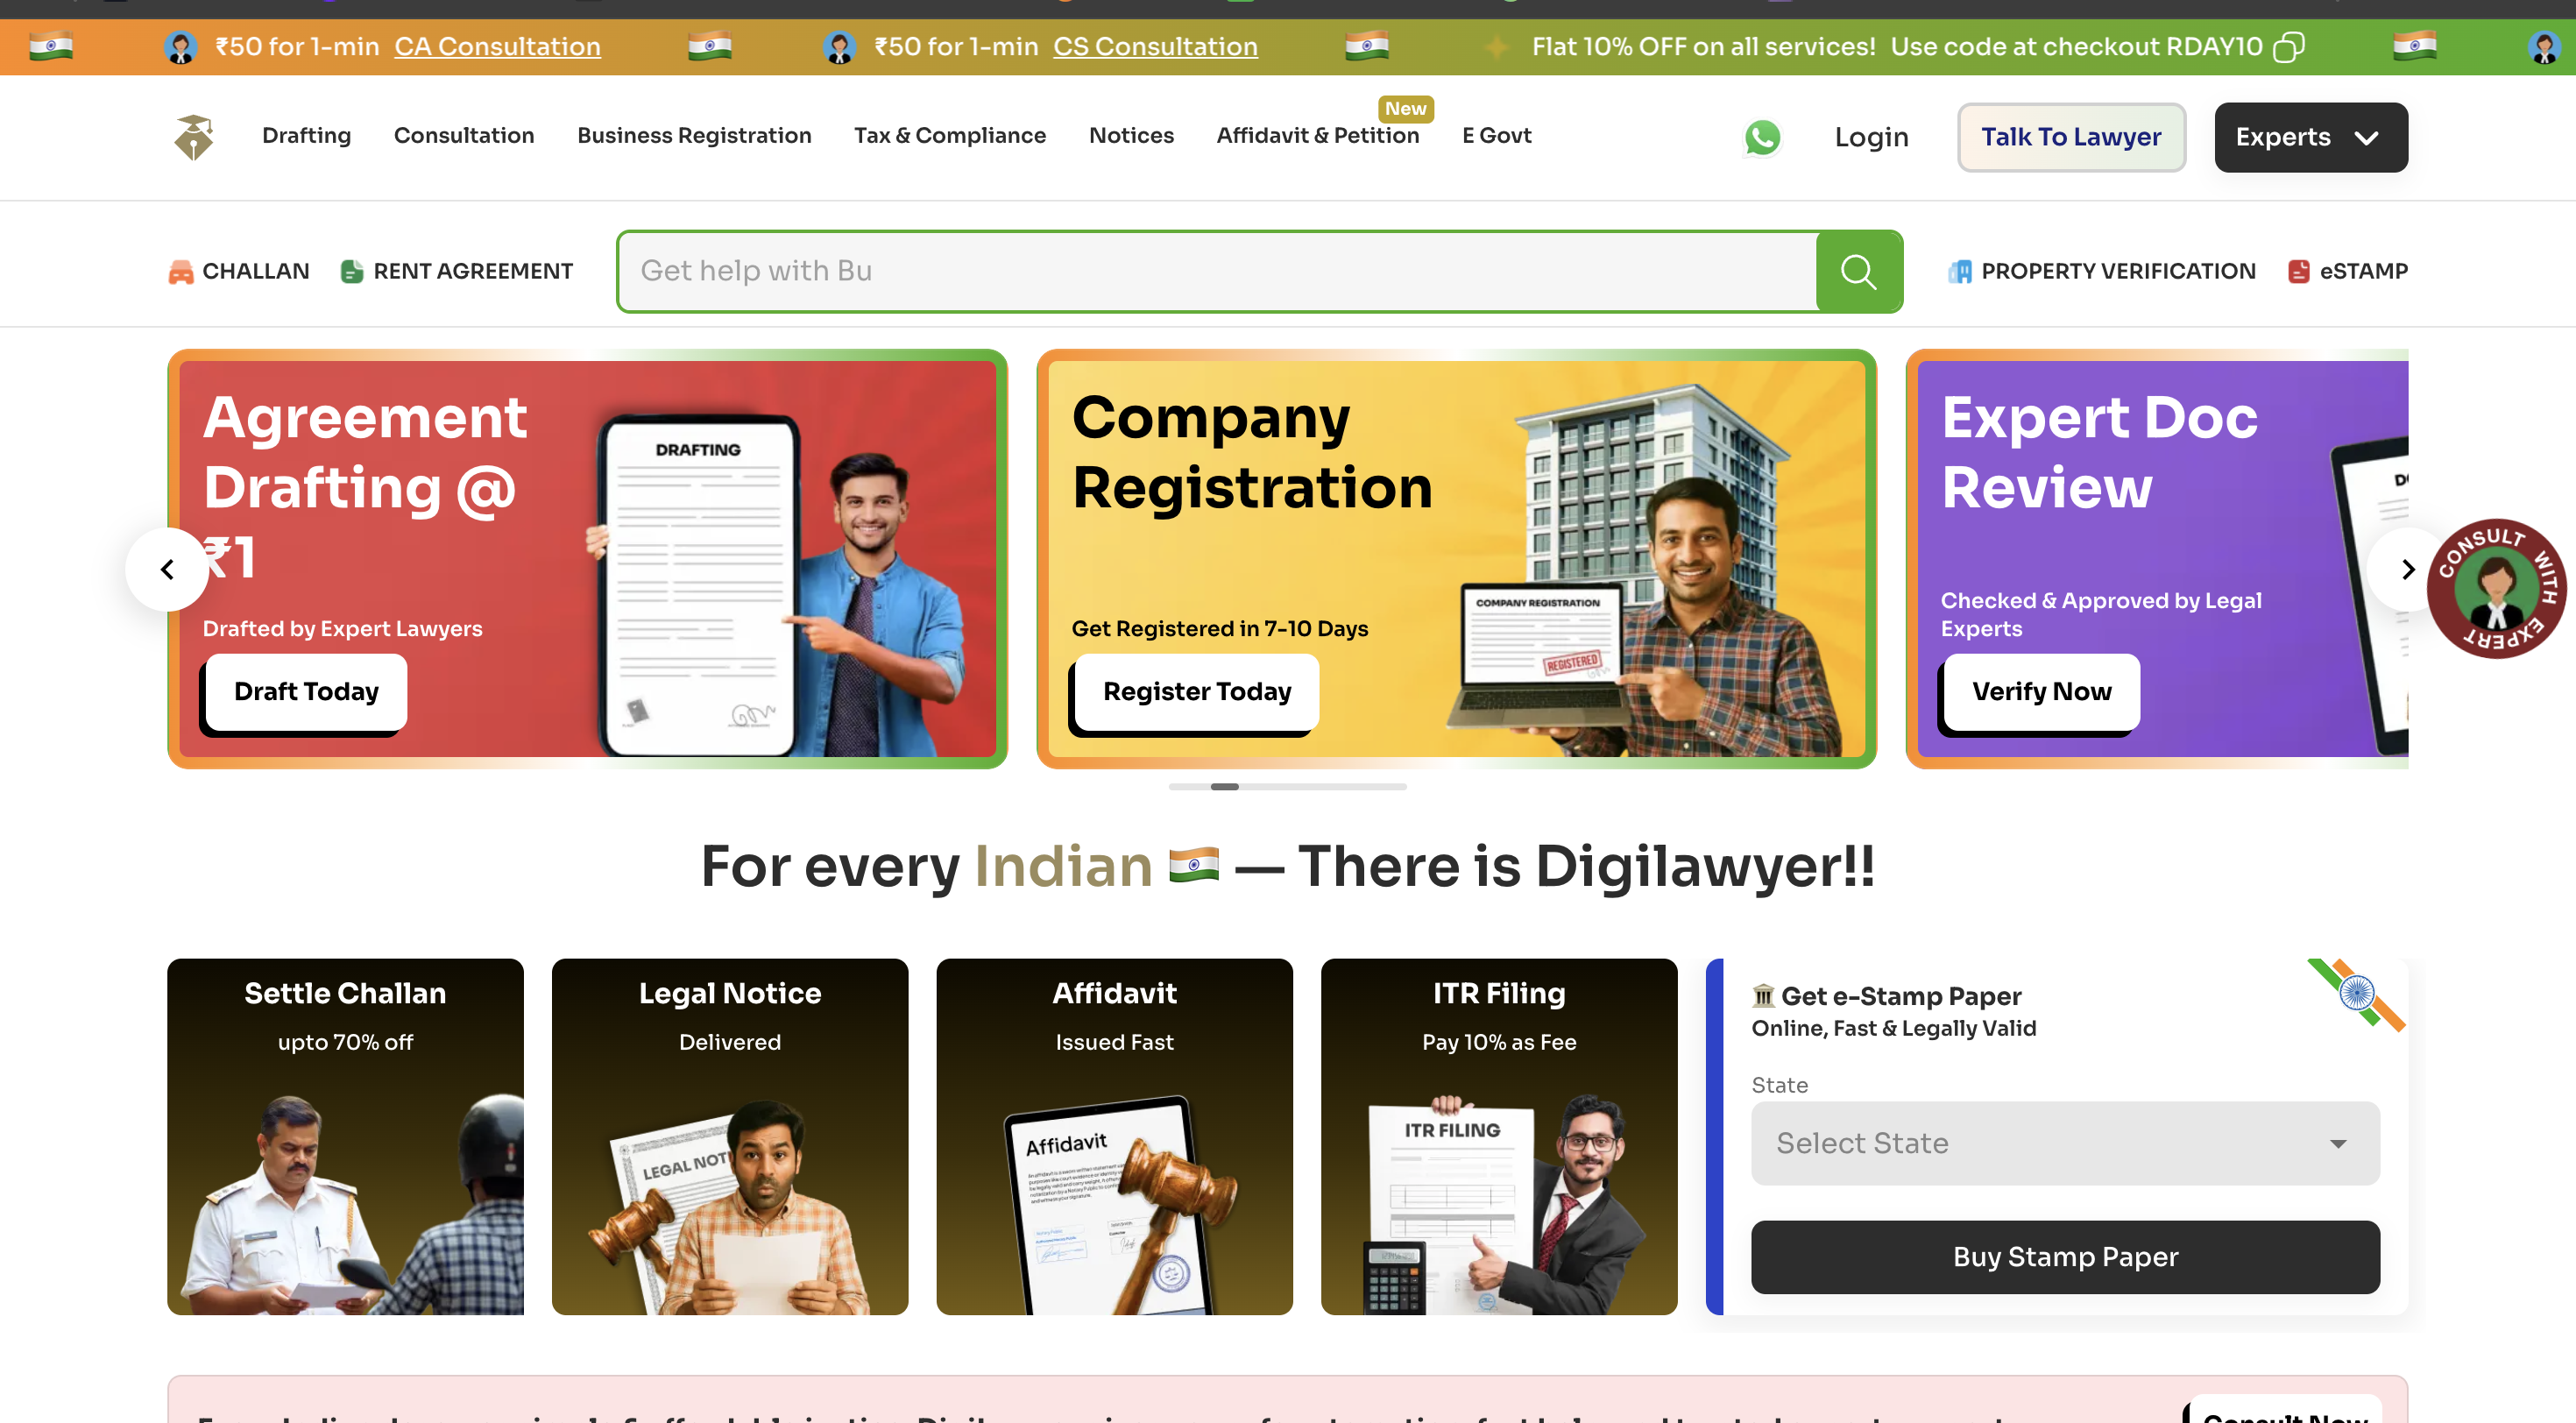 ₹50 for 1-min CA Consultation
₹50 for 1-min CS Consultation
Flat 10% OFF on all services! Use code at checkout RDAY10
New
Drafting
Consultation
Business Registration
Tax & Compliance
Notices
Affidavit & Petition
E Govt
Login
Talk To Lawyer
Experts
CHALLAN
RENT AGREEMENT
Get help with Bu
PROPERTY VERIFICATION
eSTAMP
Agreement
Drafting @
₹1
Drafted by Expert Lawyers
Draft Today
DRAFTING
Company
Registration
Get Registered in 7-10 Days
Register Today
COMPANY REGISTRATION
REGISTERED
Expert Doc
Review
Checked & Approved by Legal
Experts
Verify Now
CONSULT WITH EXPERT
For every Indian 🇮🇳 — There is Digilawyer!!
Settle Challan
upto 70% off
Legal Notice
Delivered
LEGAL NOT
Affidavit
Issued Fast
Affidavit
ITR Filing
Pay 10% as Fee
ITR FILING
Get e-Stamp Paper
Online, Fast & Legally Valid
State
Select State
Buy Stamp Paper
Consult Now